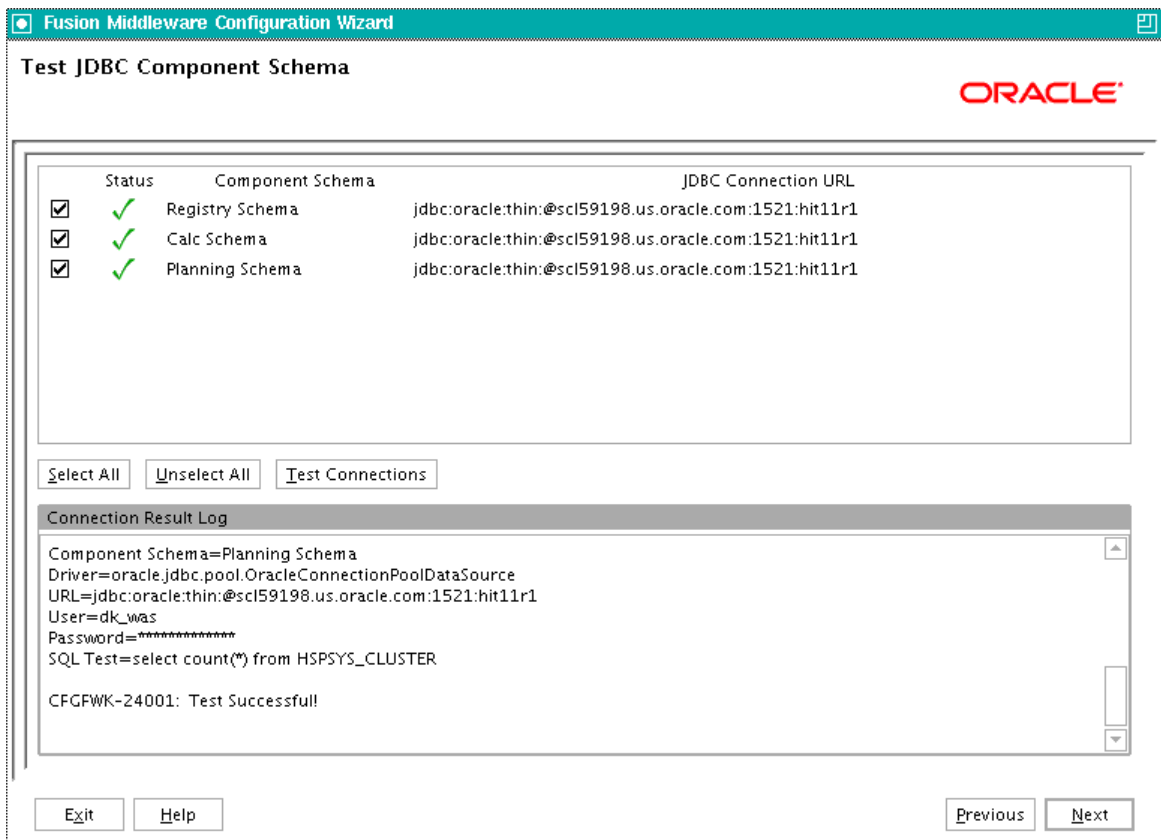 Fusion Middleware Configuration Wizard
Test JDBC Component Schema
ORACLE
Status Component Schema JDBC Connection URL
Registry Schema jdbc:oracle:thin:@scl59198.us.oracle.com:1521:hit11r1
Calc Schema jdbc:oracle:thin:@scl59198.us.oracle.com:1521:hit11r1
Planning Schema jdbc:oracle:thin:@scl59198.us.oracle.com:1521:hit11r1
Select All Unselect All Test Connections
Connection Result Log
Component Schema=Planning Schema
Driver=oracle.jdbc.pool.OracleConnectionPoolDataSource
URL=jdbc:oracle:thin:@scl59198.us.oracle.com:1521:hit11r1
User=dk_was
Password=*************
SQL Test=select count(*) from HSPSYS_CLUSTER
CFGFWK-24001: Test Successful!
Exit Help Previous Next